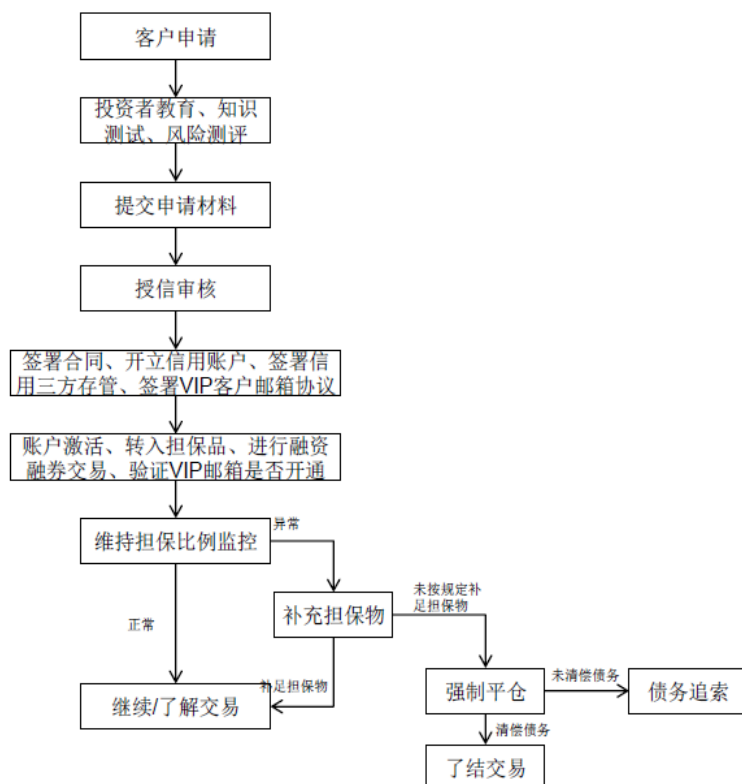 客户申请
投资者教育、知识
测试、风险测评
提交申请材料
授信审核
签署合同、开立信用账户、签署信
用三方存管、签署VIP客户邮箱协议
账户激活、转入担保品、进行融资
融券交易、验证VIP邮箱是否开通
维持担保比例监控
异常
补充担保物
未按规定补
足担保物
正常
补足担保物
继续/了解交易
强制平仓
未清偿债务
债务追索
清偿债务
了结交易